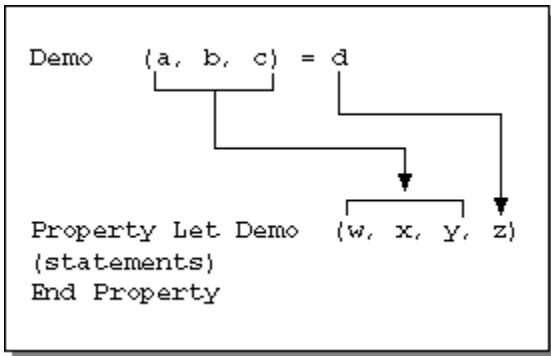 Demo (a, b, c) = d
Property Let Demo (w, x, y, z)
(statements)
End Property